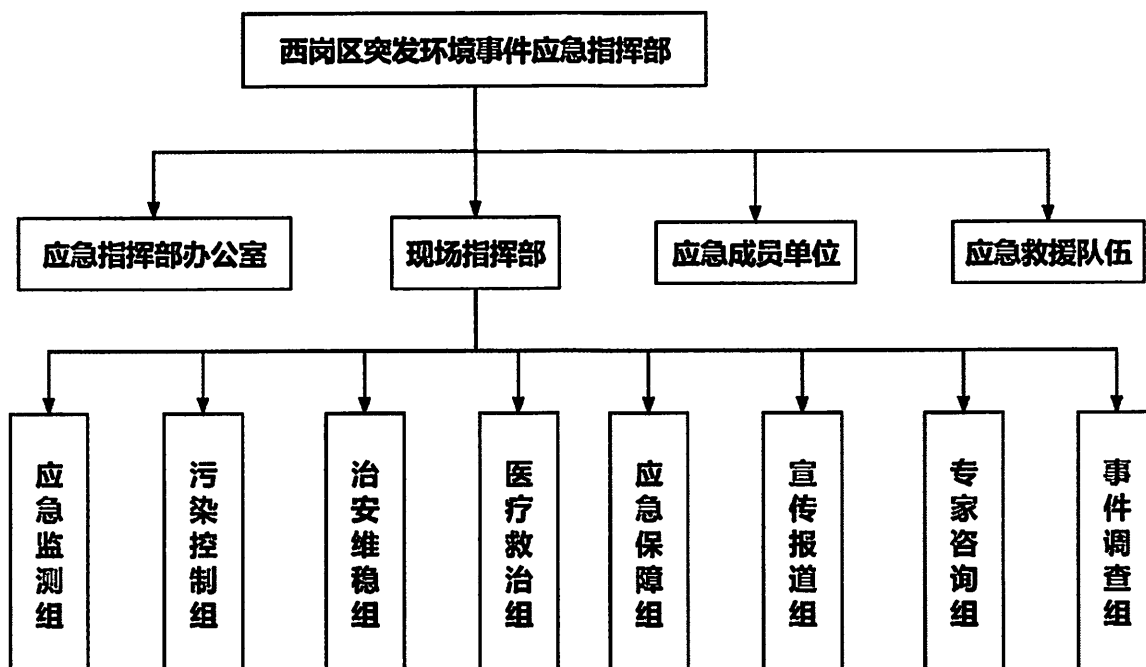 西岗区突发环境事件应急指挥部
应急指挥部办公室
现场指挥部
应急成员单位
应急救援队伍
应急监测组
污染控制组
治安维稳组
医疗救治组
应急保障组
宣传报道组
专家咨询组
事件调查组